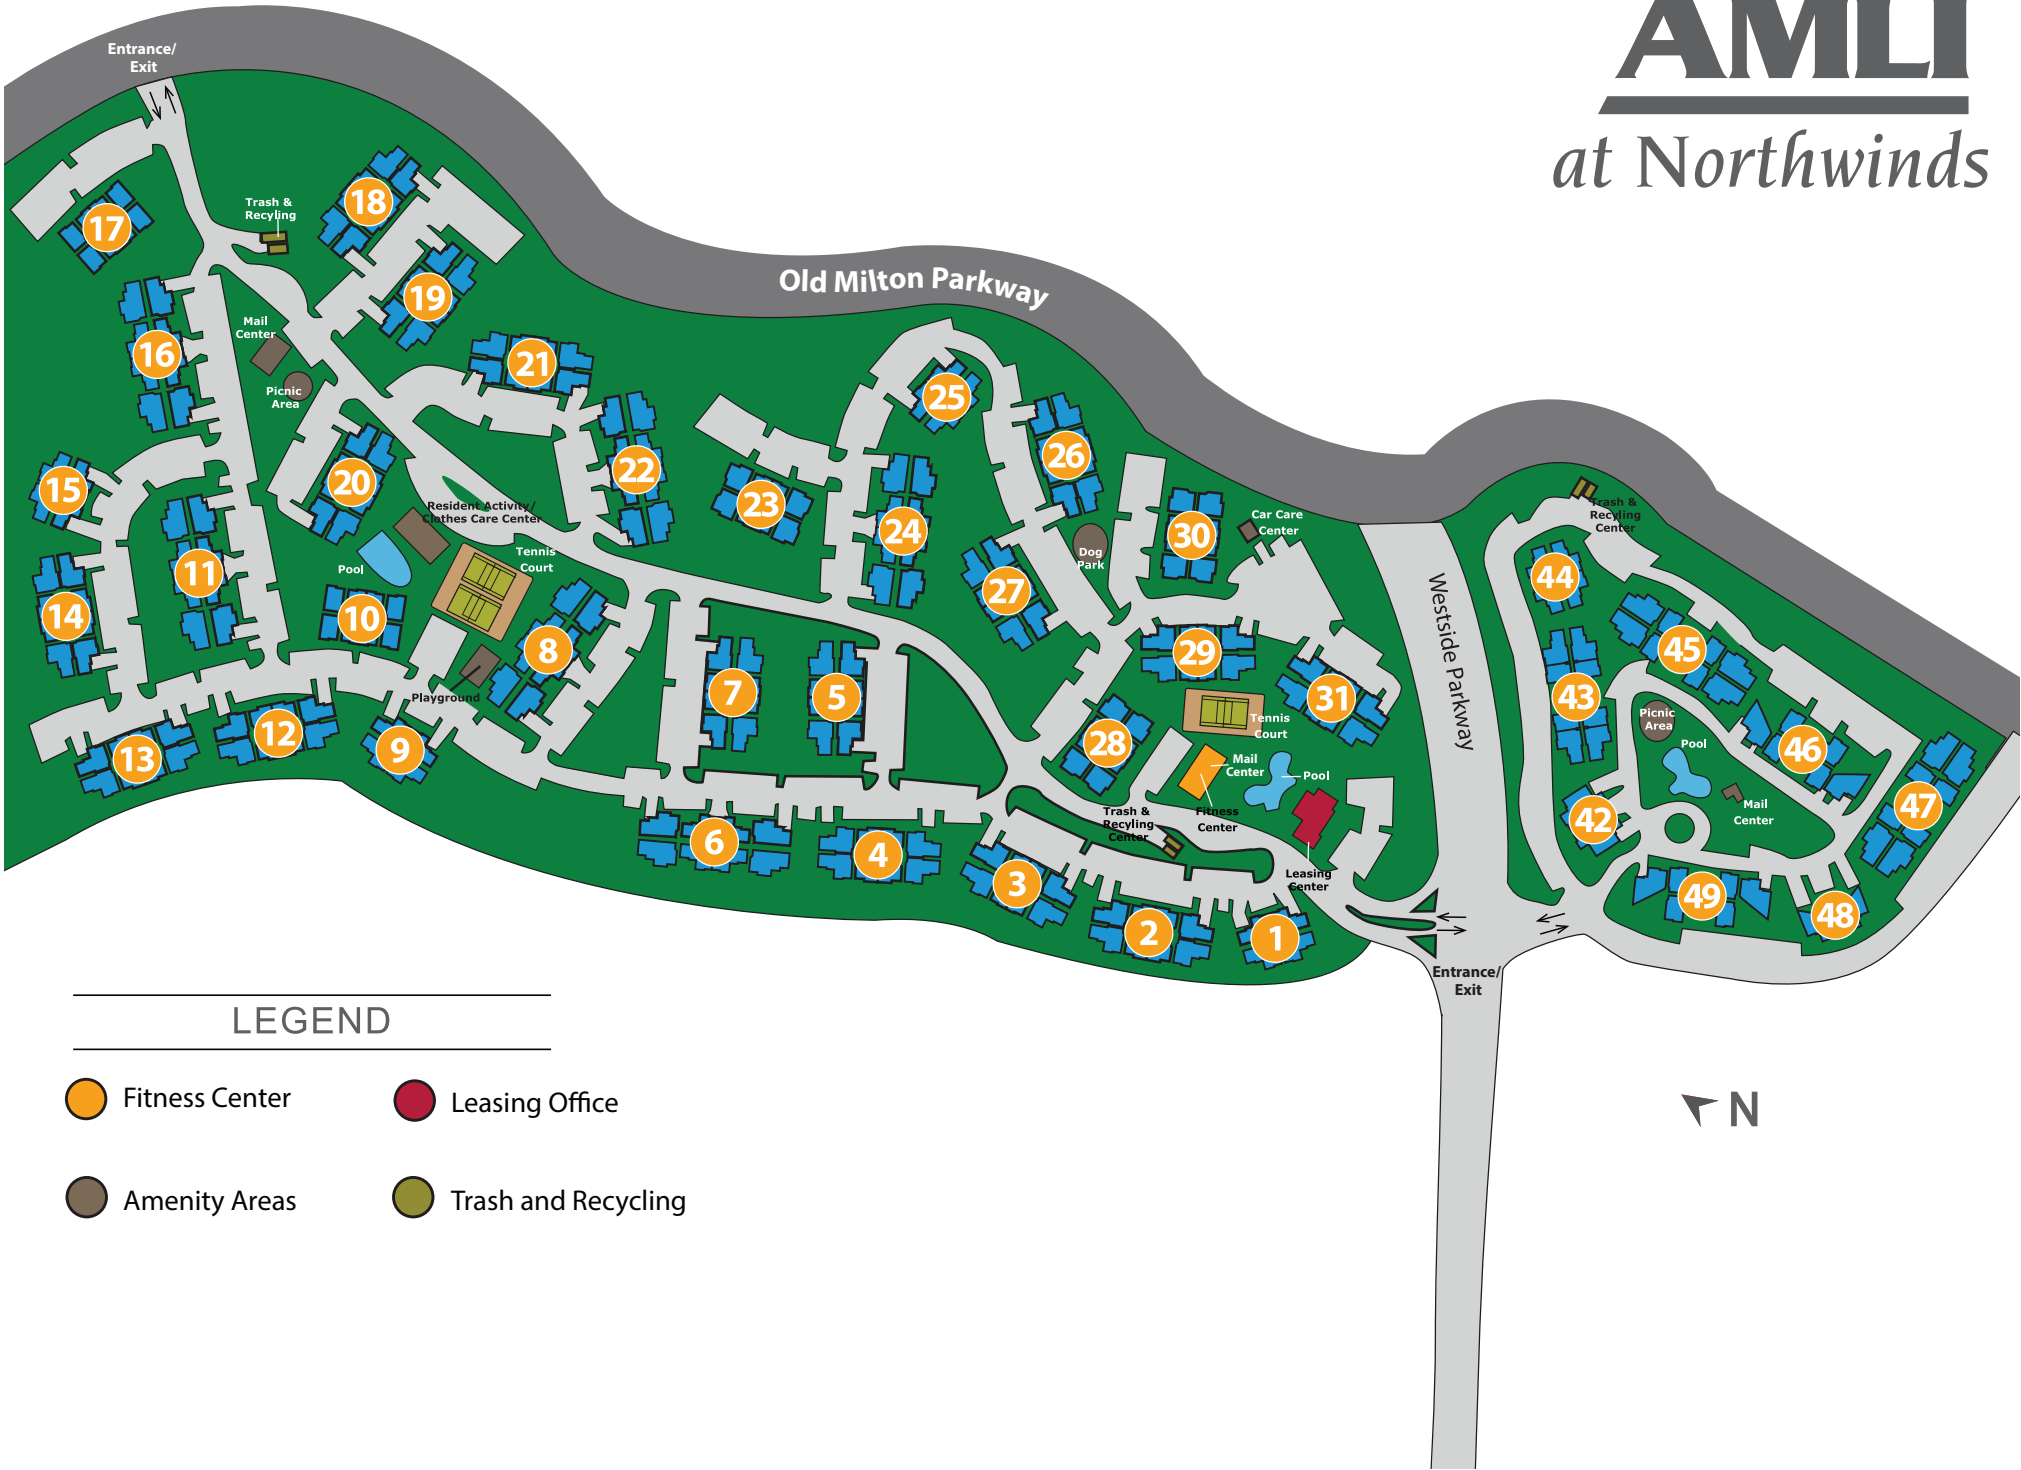 AMLI
at Northwinds
Entrance/
Exit
Old Milton Parkway
Trash &
Recyling
17
18
19
16
Mail
Center
Picnic
Area
21
20
22
15
14
11
Resident Activity/
Clothes Care Center
Pool
Tennis
Court
10
8
Playground
13
12
9
23
24
25
26
27
Dog
Park
30
Car Care
Center
29
31
28
Tennis
Court
Mail
Center
Pool
Fitness
Center
Trash &
Recyling
Center
Leasing
Center
7
5
6
4
3
2
1
Westside Parkway
Entrance/
Exit
Trash &
Recyling
Center
44
45
43
Picnic
Area
Pool
46
47
Mail
Center
42
49
48
LEGEND
Fitness Center
Leasing Office
Amenity Areas
Trash and Recycling
N